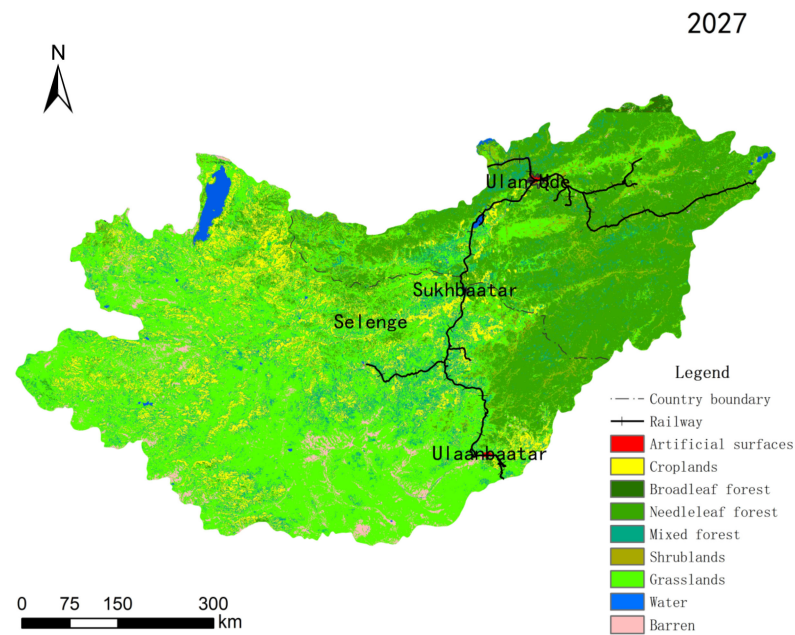 2027
N
Ulan-Ude
Sukhbaatar
Selenge
Ulaanbaatar
Legend
Country boundary
Railway
Artificial surfaces
Croplands
Broadleaf forest
Needleleaf forest
Mixed forest
Shrublands
Grasslands
Water
Barren
0 75 150 300
km